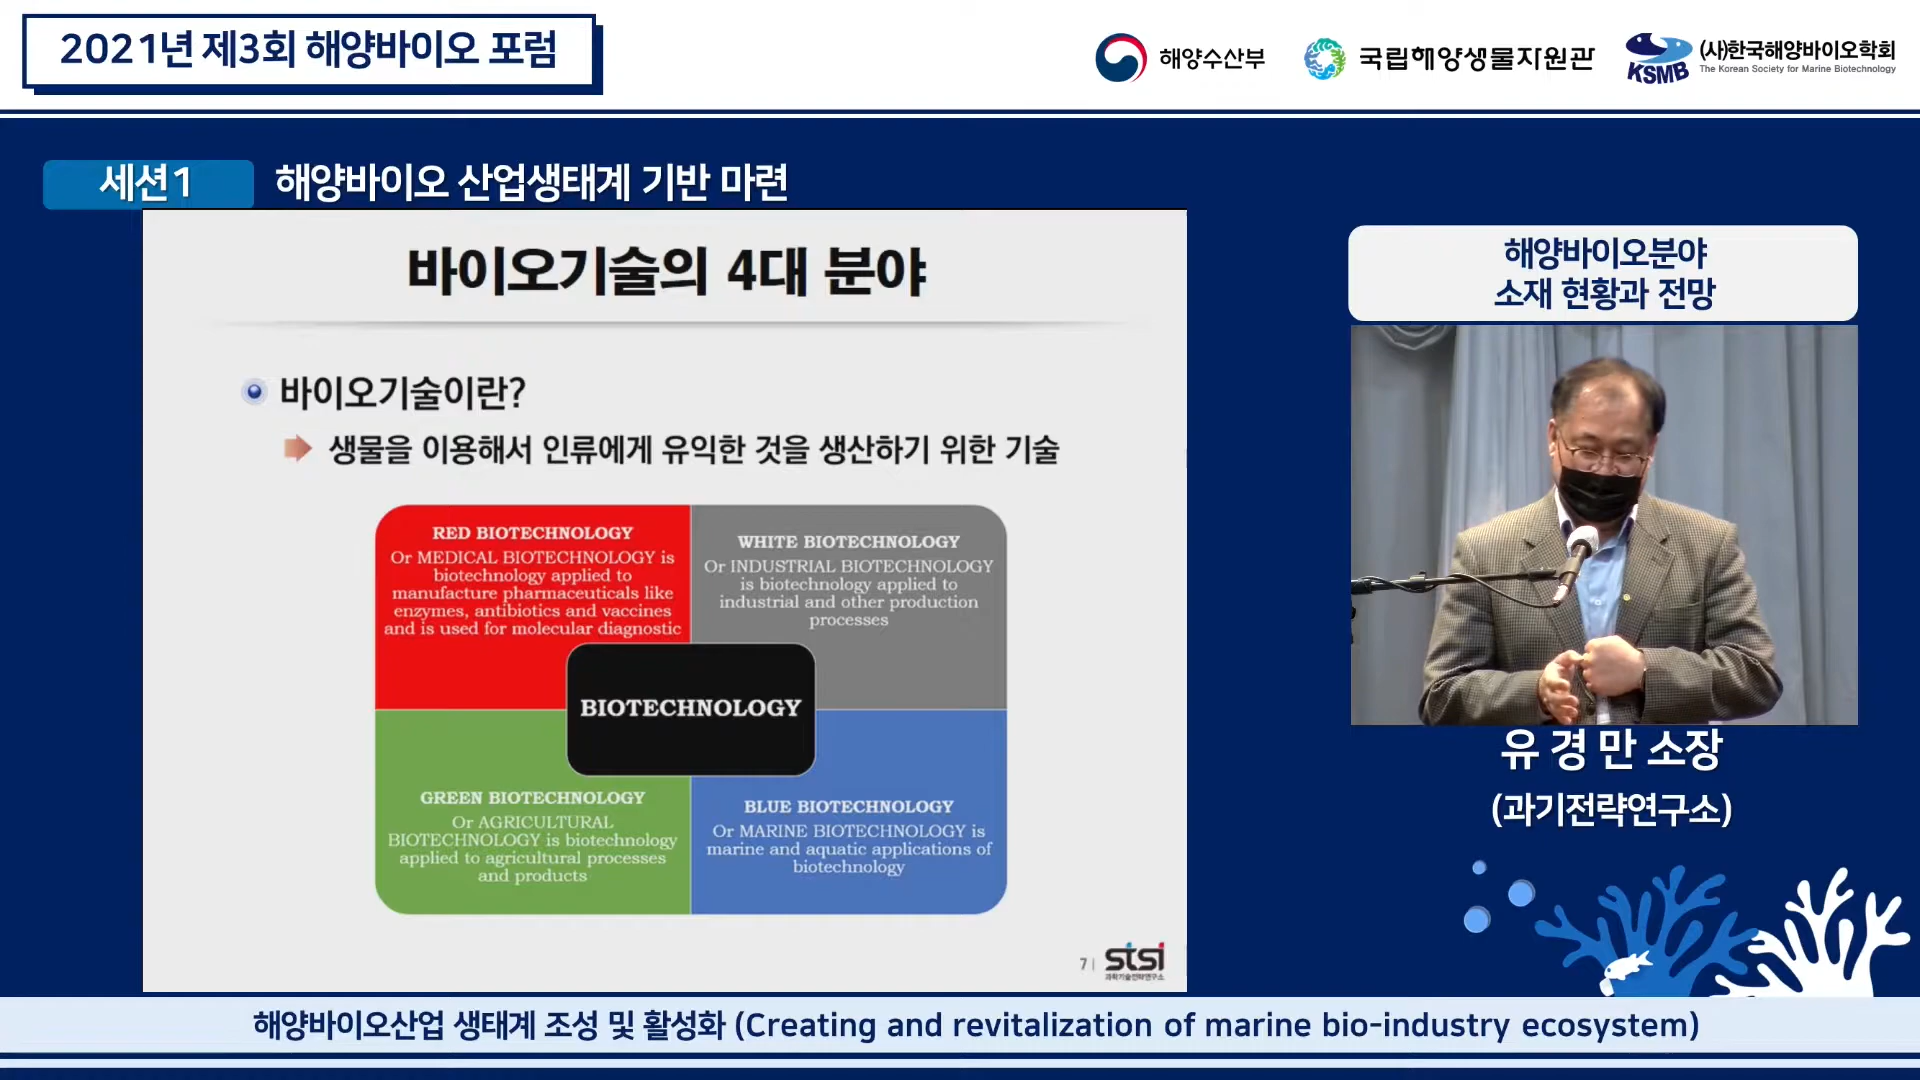 2021년 제3회 해양바이오 포럼
해양수산부
국립해양생물자원관
KSMB
(사)한국해양바이오학회
The Korean Society for Marine Biotechnology
세션1
해양바이오 산업생태계 기반 마련
바이오기술의 4대 분야
바이오기술이란?
생물을 이용해서 인류에게 유익한 것을 생산하기 위한 기술
RED BIOTECHNOLOGY
Or MEDICAL BIOTECHNOLOGY is
biotechnology applied to
manufacture pharmaceuticals like
enzymes, antibiotics and vaccines
and is used for molecular diagnostic
WHITE BIOTECHNOLOGY
Or INDUSTRIAL BIOTECHNOLOGY
is biotechnology applied to
industrial and other production
processes
BIOTECHNOLOGY
GREEN BIOTECHNOLOGY
Or AGRICULTURAL
BIOTECHNOLOGY is biotechnology
applied to agricultural processes
and products
BLUE BIOTECHNOLOGY
Or MARINE BIOTECHNOLOGY is
marine and aquatic applications of
biotechnology
7 |
stsi
과학기술전략연구소
해양바이오분야
소재 현황과 전망
유 경 만 소장
(과기전략연구소)
해양바이오산업 생태계 조성 및 활성화 (Creating and revitalization of marine bio-industry ecosystem)